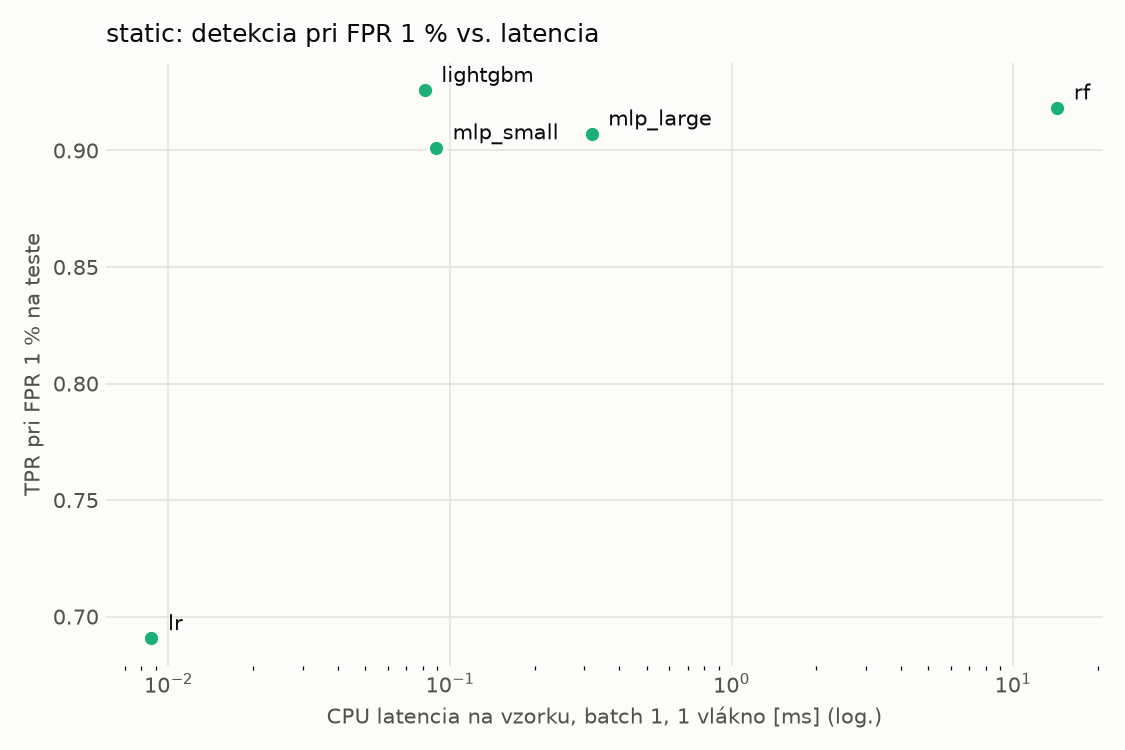 static: detekcia pri FPR 1 % vs. latencia
lightgbm
rf
mlp_large
mlp_small
lr
TPR pri FPR 1 % na teste
0.90
0.85
0.80
0.75
0.70
10⁻² 10⁻¹ 10⁰ 10¹
CPU latencia na vzorku, batch 1, 1 vlákno [ms] (log.)